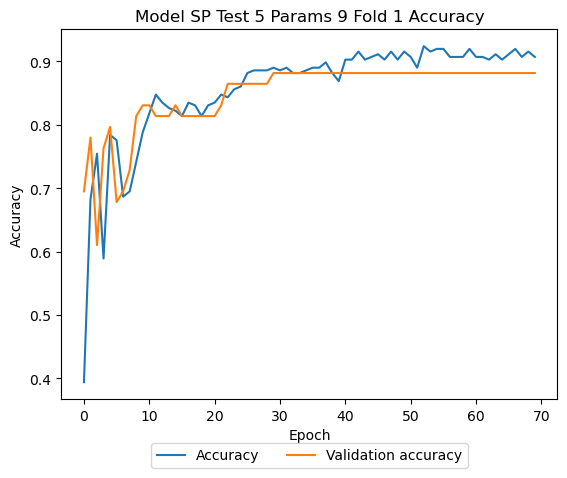 Model SP Test 5 Params 9 Fold 1 Accuracy
Accuracy
0.9
0.8
0.7
0.6
0.5
0.4
0 10 20 30 40 50 60 70
Epoch
Accuracy Validation accuracy